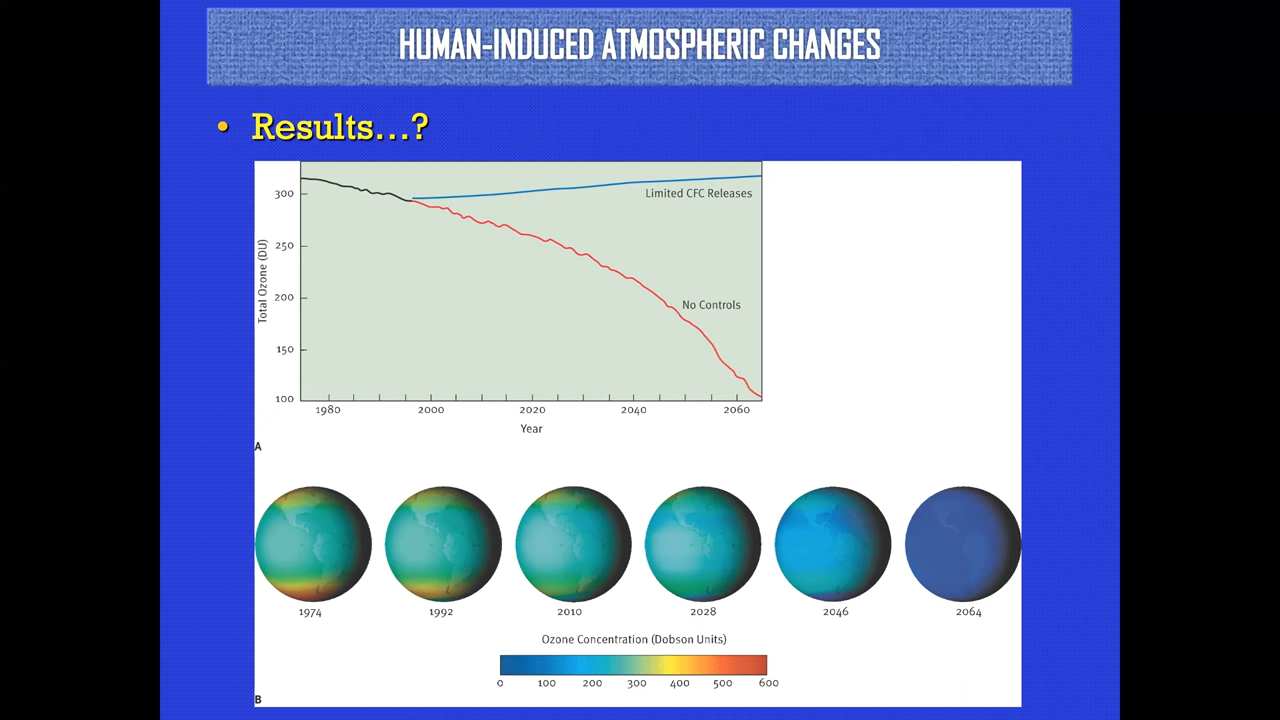 HUMAN-INDUCED ATMOSPHERIC CHANGES
• Results...?
300
250
200
150
100
Total Ozone (DU)
Limited CFC Releases
No Controls
1980 2000 2020 2040 2060
Year
A
1974 1992 2010 2028 2046 2064
Ozone Concentration (Dobson Units)
0 100 200 300 400 500 600
B